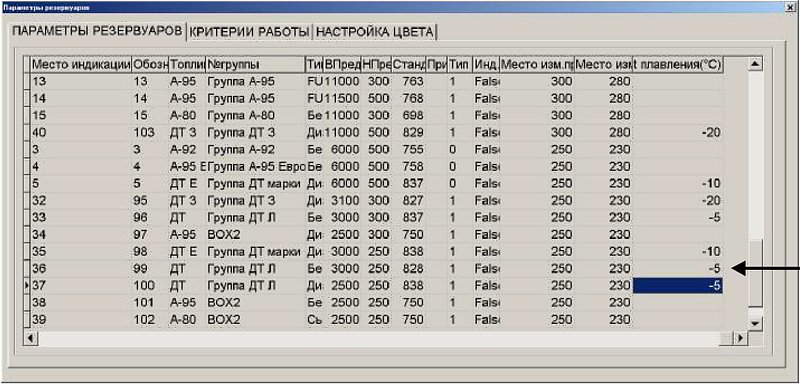 Параметры резервуаров
ПАРАМЕТРЫ РЕЗЕРВУАРОВ КРИТЕРИИ РАБОТЫ НАСТРОЙКА ЦВЕТА
Место индикации Обозн Топли №группы Ти ВПред НПре Станд При Тип Инд. Место изм.пр Место изм t плавления(°C)
13 13 А-95 Группа А-95 FU 11000 300 763 1 False 300 280
14 14 А-95 Группа А-95 FU 11500 500 768 1 False 300 280
15 15 А-80 Группа А-80 Бе 11000 300 698 1 False 300 280
40 103 ДТ З Группа ДТ З Ди 11000 500 829 1 False 300 280 -20
3 3 А-92 Группа А-92 Бе 6000 500 755 0 False 250 230
4 4 А-95 Е Группа А-95 Евро Бе 6000 500 758 0 False 250 230
5 5 ДТ Е Группа ДТ марки Ди 6000 500 837 0 False 250 230 -10
32 95 ДТ З Группа ДТ З Ди 3100 300 827 1 False 250 230 -20
33 96 ДТ Группа ДТ Л Бе 3000 300 837 1 False 250 230 -5
34 97 А-95 BOX2 Ди 2500 300 750 1 False 250 230
35 98 ДТ Е Группа ДТ марки Ди 3000 250 838 1 False 250 230 -10
36 99 ДТ Группа ДТ Л Бе 3000 250 828 1 False 250 230 -5
37 100 ДТ Группа ДТ Л Ди 2500 250 838 1 False 250 230 -5
38 101 А-95 BOX2 Бе 2500 250 750 1 False 250 230
39 102 А-80 BOX2 Сь 2500 250 750 1 False 250 230